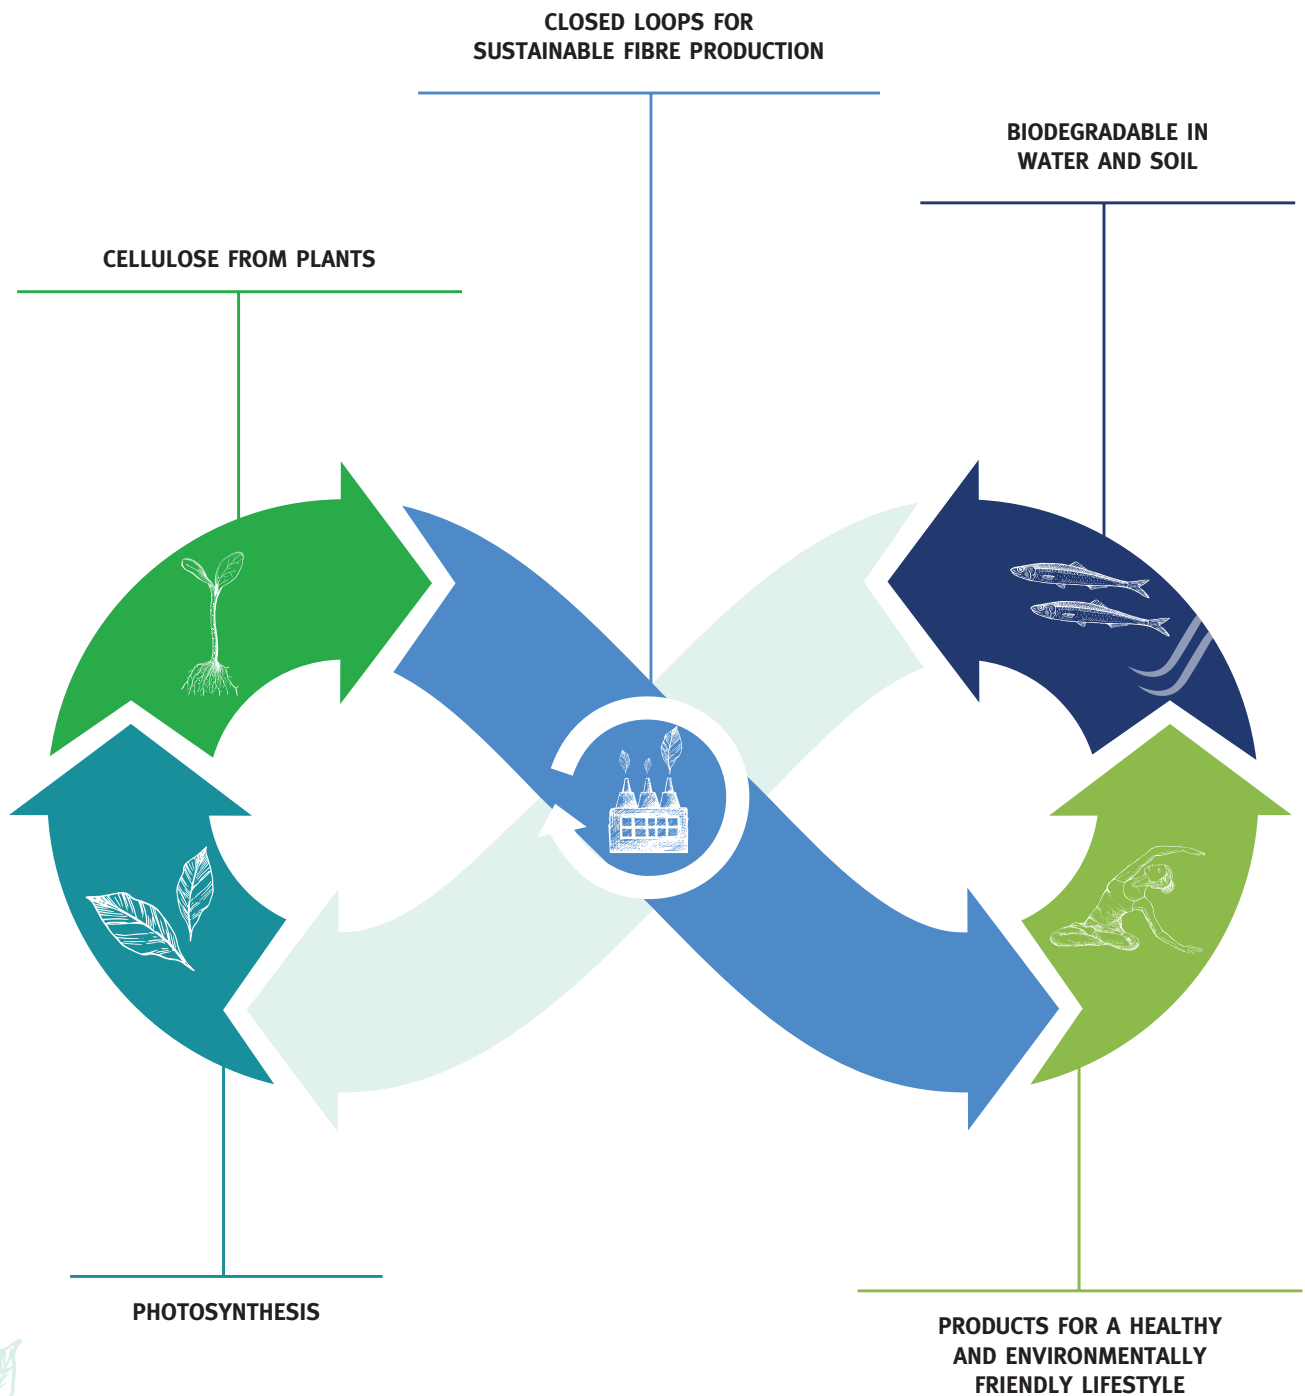 CLOSED LOOPS FOR
SUSTAINABLE FIBRE PRODUCTION
BIODEGRADABLE IN
WATER AND SOIL
CELLULOSE FROM PLANTS
PHOTOSYNTHESIS
PRODUCTS FOR A HEALTHY
AND ENVIRONMENTALLY
FRIENDLY LIFESTYLE